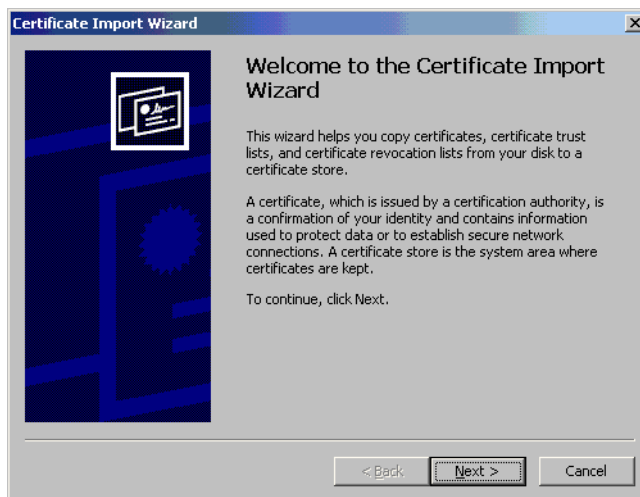 Certificate Import Wizard
Welcome to the Certificate Import
Wizard
This wizard helps you copy certificates, certificate trust
lists, and certificate revocation lists from your disk to a
certificate store.
A certificate, which is issued by a certification authority, is
a confirmation of your identity and contains information
used to protect data or to establish secure network
connections. A certificate store is the system area where
certificates are kept.
To continue, click Next.
< Back Next > Cancel